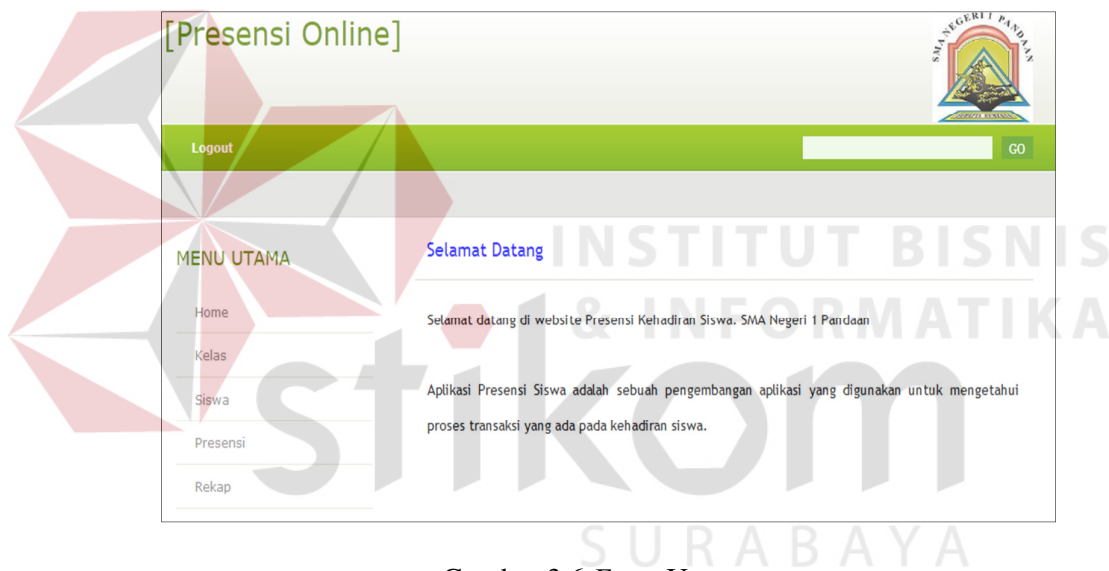 [Presensi Online]
SMA NEGERI 1 PANDAAN
Logout
GO
MENU UTAMA
Home
Kelas
Siswa
Presensi
Rekap
Selamat Datang
Selamat datang di website Presensi Kehadiran Siswa. SMA Negeri 1 Pandaan
Aplikasi Presensi Siswa adalah sebuah pengembangan aplikasi yang digunakan untuk mengetahui
proses transaksi yang ada pada kehadiran siswa.
INSTITUT BISNIS
& INFORMATIKA
stikom
SURABAYA